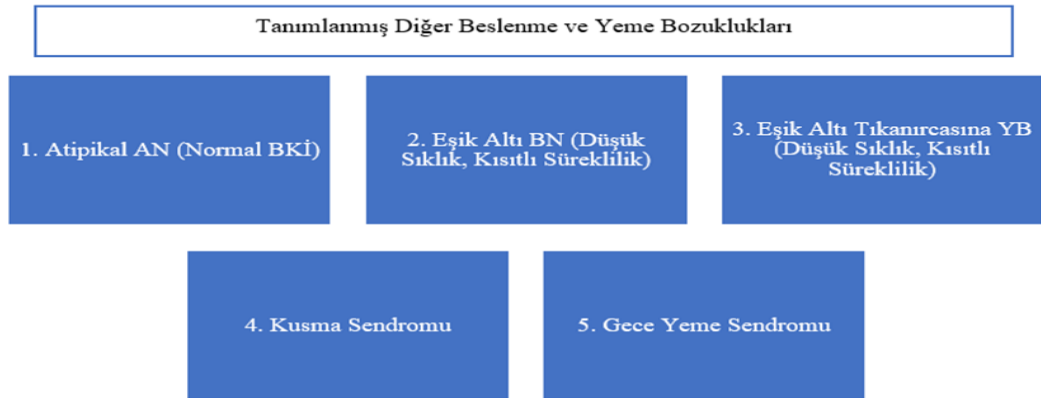 Tanımlanmış Diğer Beslenme ve Yeme Bozuklukları
1. Atipikal AN (Normal BKİ)
2. Eşik Altı BN (Düşük
Sıklık, Kısıtlı Süreklilik)
3. Eşik Altı Tıkanırcasına YB
(Düşük Sıklık, Kısıtlı
Süreklilik)
4. Kusma Sendromu
5. Gece Yeme Sendromu